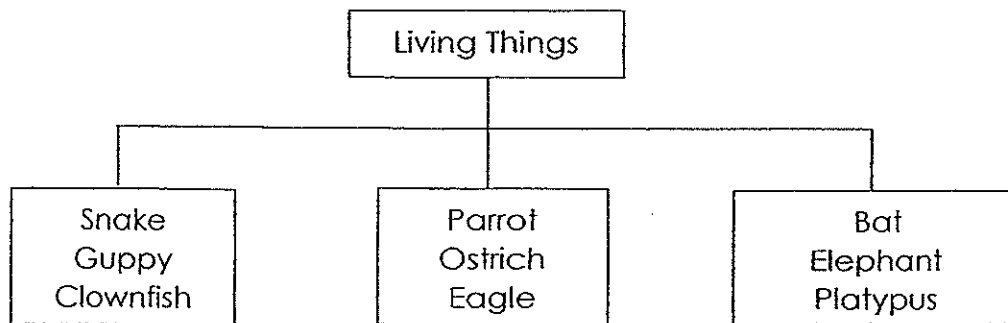 Living Things
Snake
Guppy
Clownfish
Parrot
Ostrich
Eagle
Bat
Elephant
Platypus